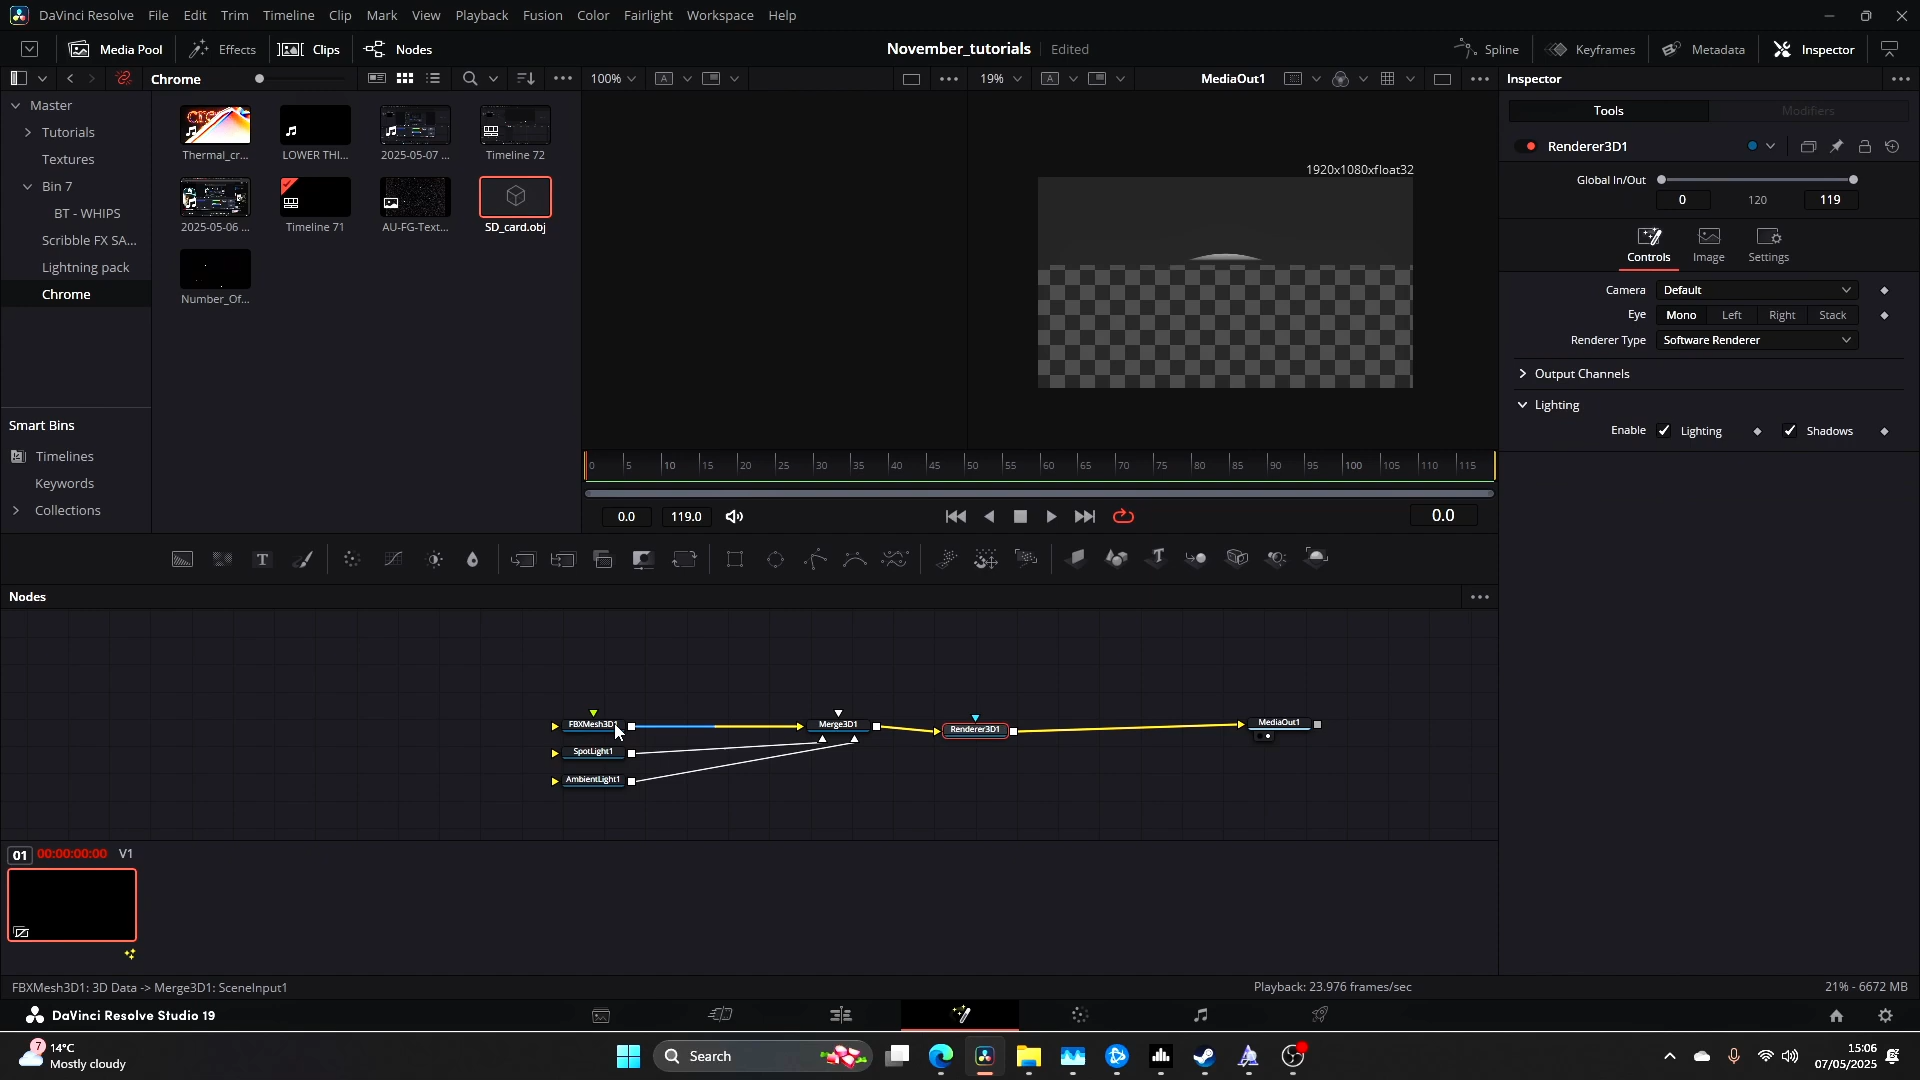 DaVinci Resolve File Edit Trim Timeline Clip Mark View Playback Fusion Color Fairlight Workspace Help
Media Pool Effects Clips Nodes November_tutorials Edited Spline Keyframes Metadata Inspector
Chrome 100% A 19% A MediaOut1 Inspector
Master
Tutorials
Textures
Bin 7
BT - WHIPS
Scribble FX SA...
Lightning pack
Chrome
Smart Bins
Timelines
Keywords
Collections
Thermal_cr... LOWER THI... 2025-05-07 ... Timeline 72
2025-05-06 ... Timeline 71 AU-FG-Text... SD_card.obj
Number_Of...
1920x1080xfloat32
0 5 10 15 20 25 30 35 40 45 50 55 60 65 70 75 80 85 90 95 100 105 110 115
0.0 119.0 0.0
Tools Modifiers
Renderer3D1
Global In/Out
0 120 119
Controls Image Settings
Camera Default
Eye Mono Left Right Stack
Renderer Type Software Renderer
Output Channels
Lighting
Enable Lighting Shadows
T T
Nodes
FBXMesh3D1 Merge3D1 Renderer3D1 MediaOut1
SpotLight1
AmbientLight1
01 00:00:00:00 V1
FBXMesh3D1: 3D Data -> Merge3D1: SceneInput1 Playback: 23.976 frames/sec 21% - 6672 MB
DaVinci Resolve Studio 19
7 14°C
Mostly cloudy
Search
15:06
07/05/2025